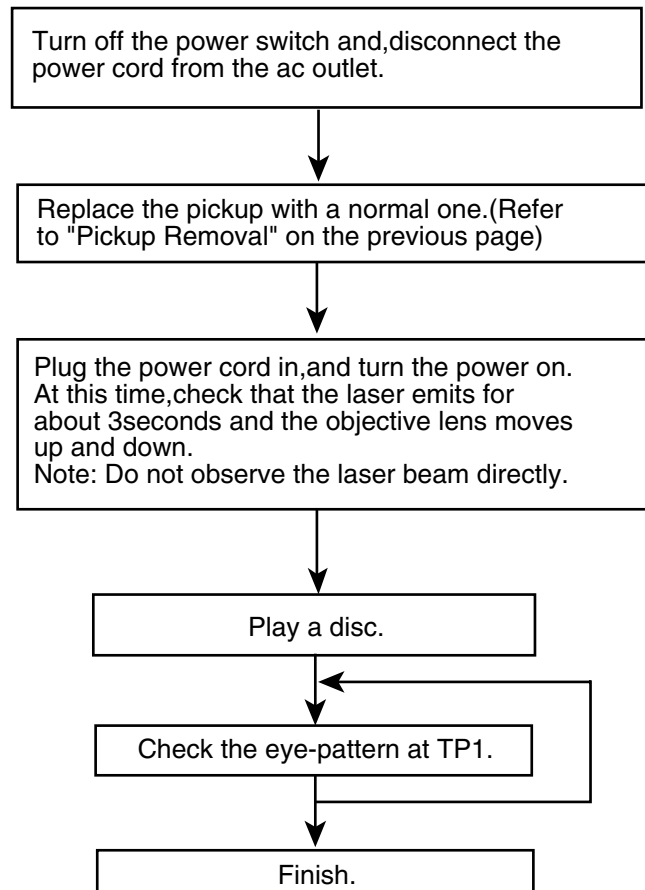 Turn off the power switch and,disconnect the
power cord from the ac outlet.
Replace the pickup with a normal one.(Refer
to "Pickup Removal" on the previous page)
Plug the power cord in,and turn the power on.
At this time,check that the laser emits for
about 3seconds and the objective lens moves
up and down.
Note: Do not observe the laser beam directly.
Play a disc.
Check the eye-pattern at TP1.
Finish.